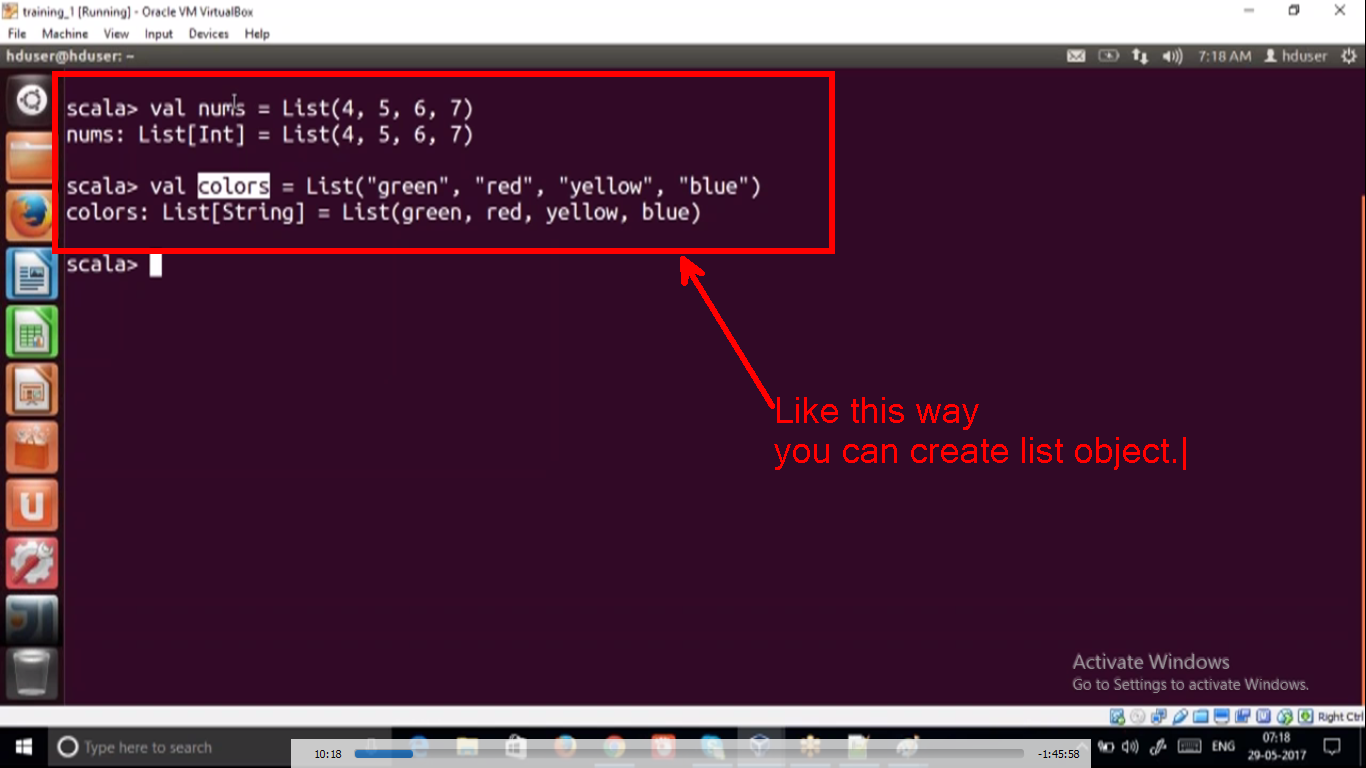 training_1 [Running] - Oracle VM VirtualBox
File Machine View Input Devices Help
hduser@hduser: ~ 7:18 AM hduser
scala> val nums = List(4, 5, 6, 7)
nums: List[Int] = List(4, 5, 6, 7)
scala> val colors = List("green", "red", "yellow", "blue")
colors: List[String] = List(green, red, yellow, blue)
scala>
Like this way
you can create list object.
Activate Windows
Go to Settings to activate Windows.
Right Ctrl
Type here to search
10:18 -1:45:58
ENG
07:18
29-05-2017